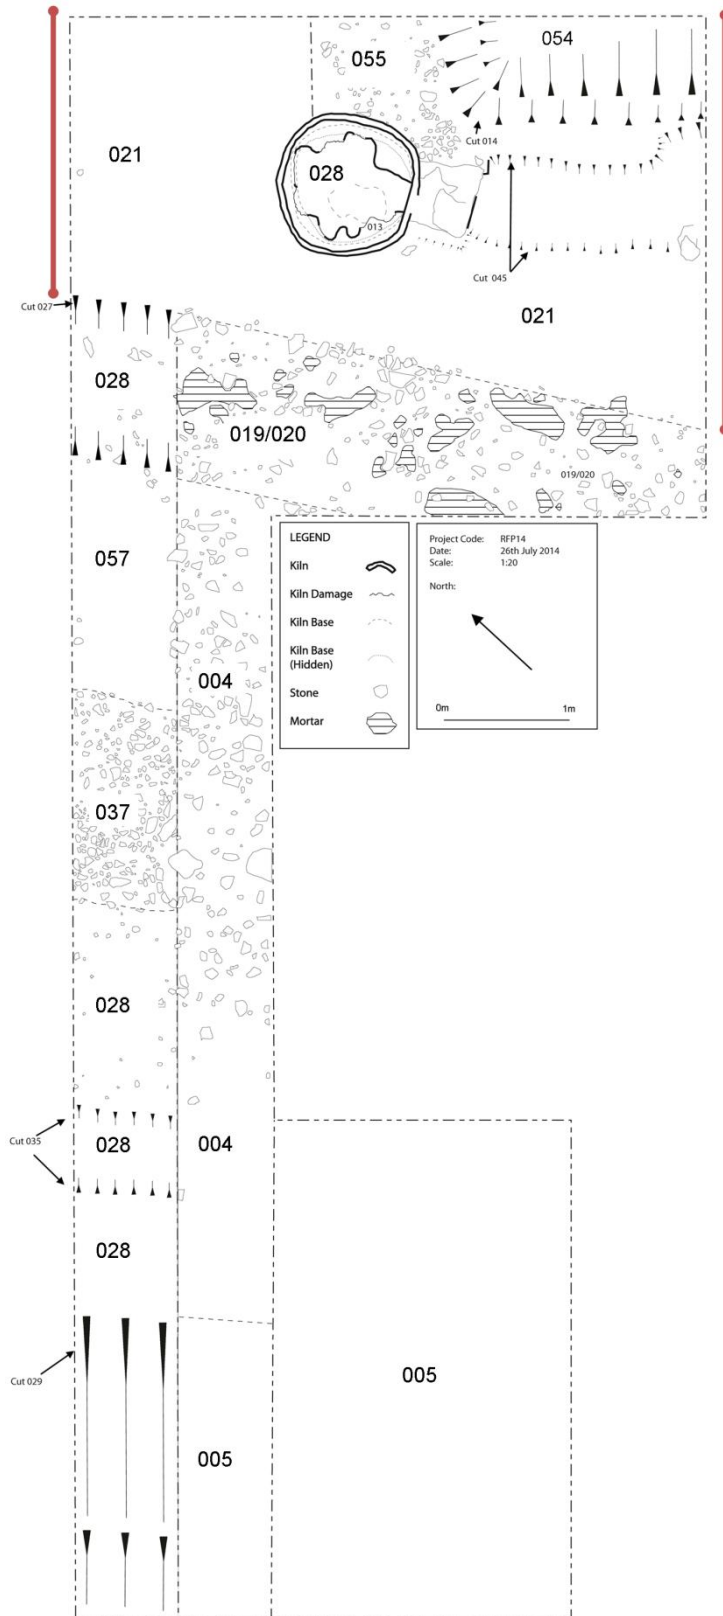 054
055
Cut 014
021
028
013
Cut 045
Cut 027
021
028
019/020
019/020
057
LEGEND
Kiln
Kiln Damage
Kiln Base
Kiln Base
(Hidden)
Stone
Mortar
Project Code: RFP14
Date: 26th July 2014
Scale: 1:20
North:
0m 1m
004
037
028
Cut 035
028
004
028
Cut 029
005
005